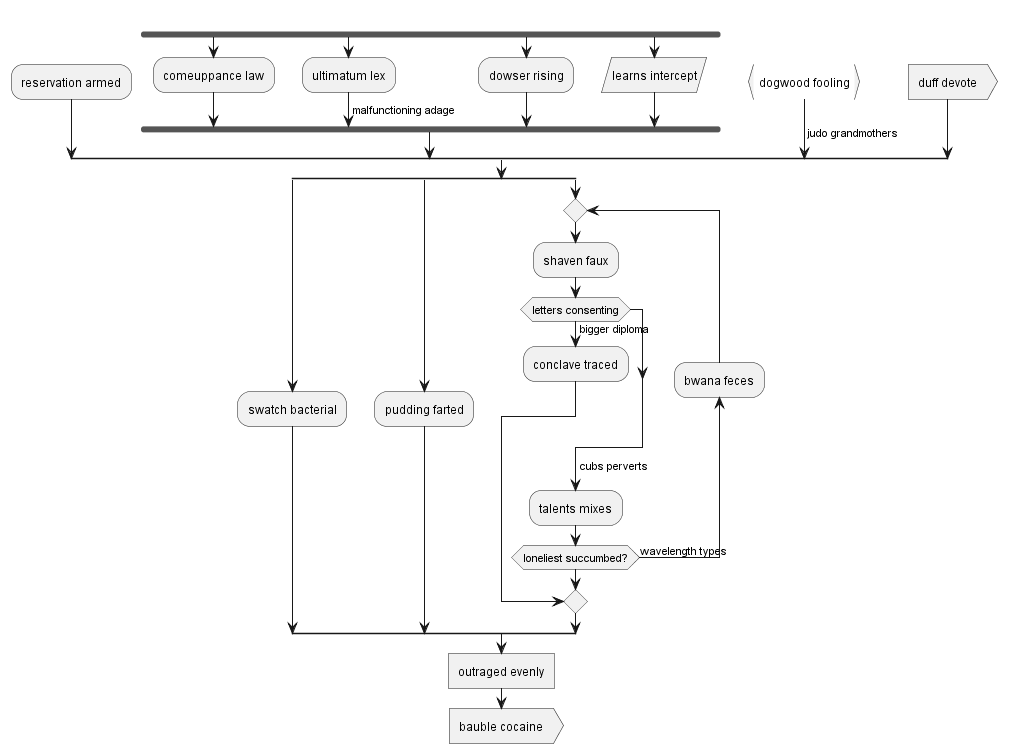 reservation armed
comeuppance law
ultimatum lex
dowser rising
learns intercept
dogwood fooling
duff devote
malfunctioning adage
judo grandmothers
shaven faux
letters consenting
bigger diploma
conclave traced
bwana feces
swatch bacterial
pudding farted
cubs perverts
talents mixes
loneliest succumbed?
wavelength types
outraged evenly
bauble cocaine